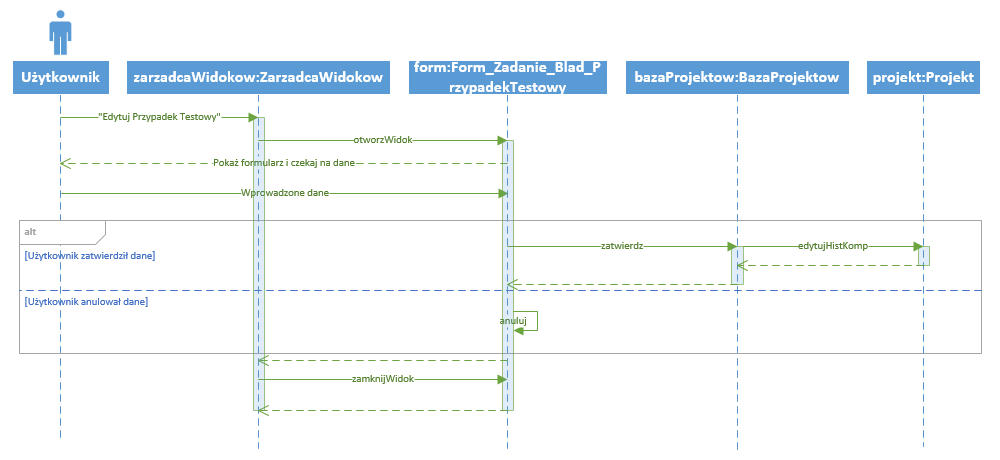 Użytkownik
zarzadcaWidokow:ZarzadcaWidokow
form:Form_Zadanie_Blad_P
rzypadekTestowy
bazaProjektow:BazaProjektow
projekt:Projekt
"Edytuj Przypadek Testowy"
otworzWidok
Pokaż formularz i czekaj na dane
Wprowadzone dane
alt
[Użytkownik zatwierdził dane]
zatwierdz
edytujHistKomp
[Użytkownik anulował dane]
anuluj
zamknijWidok